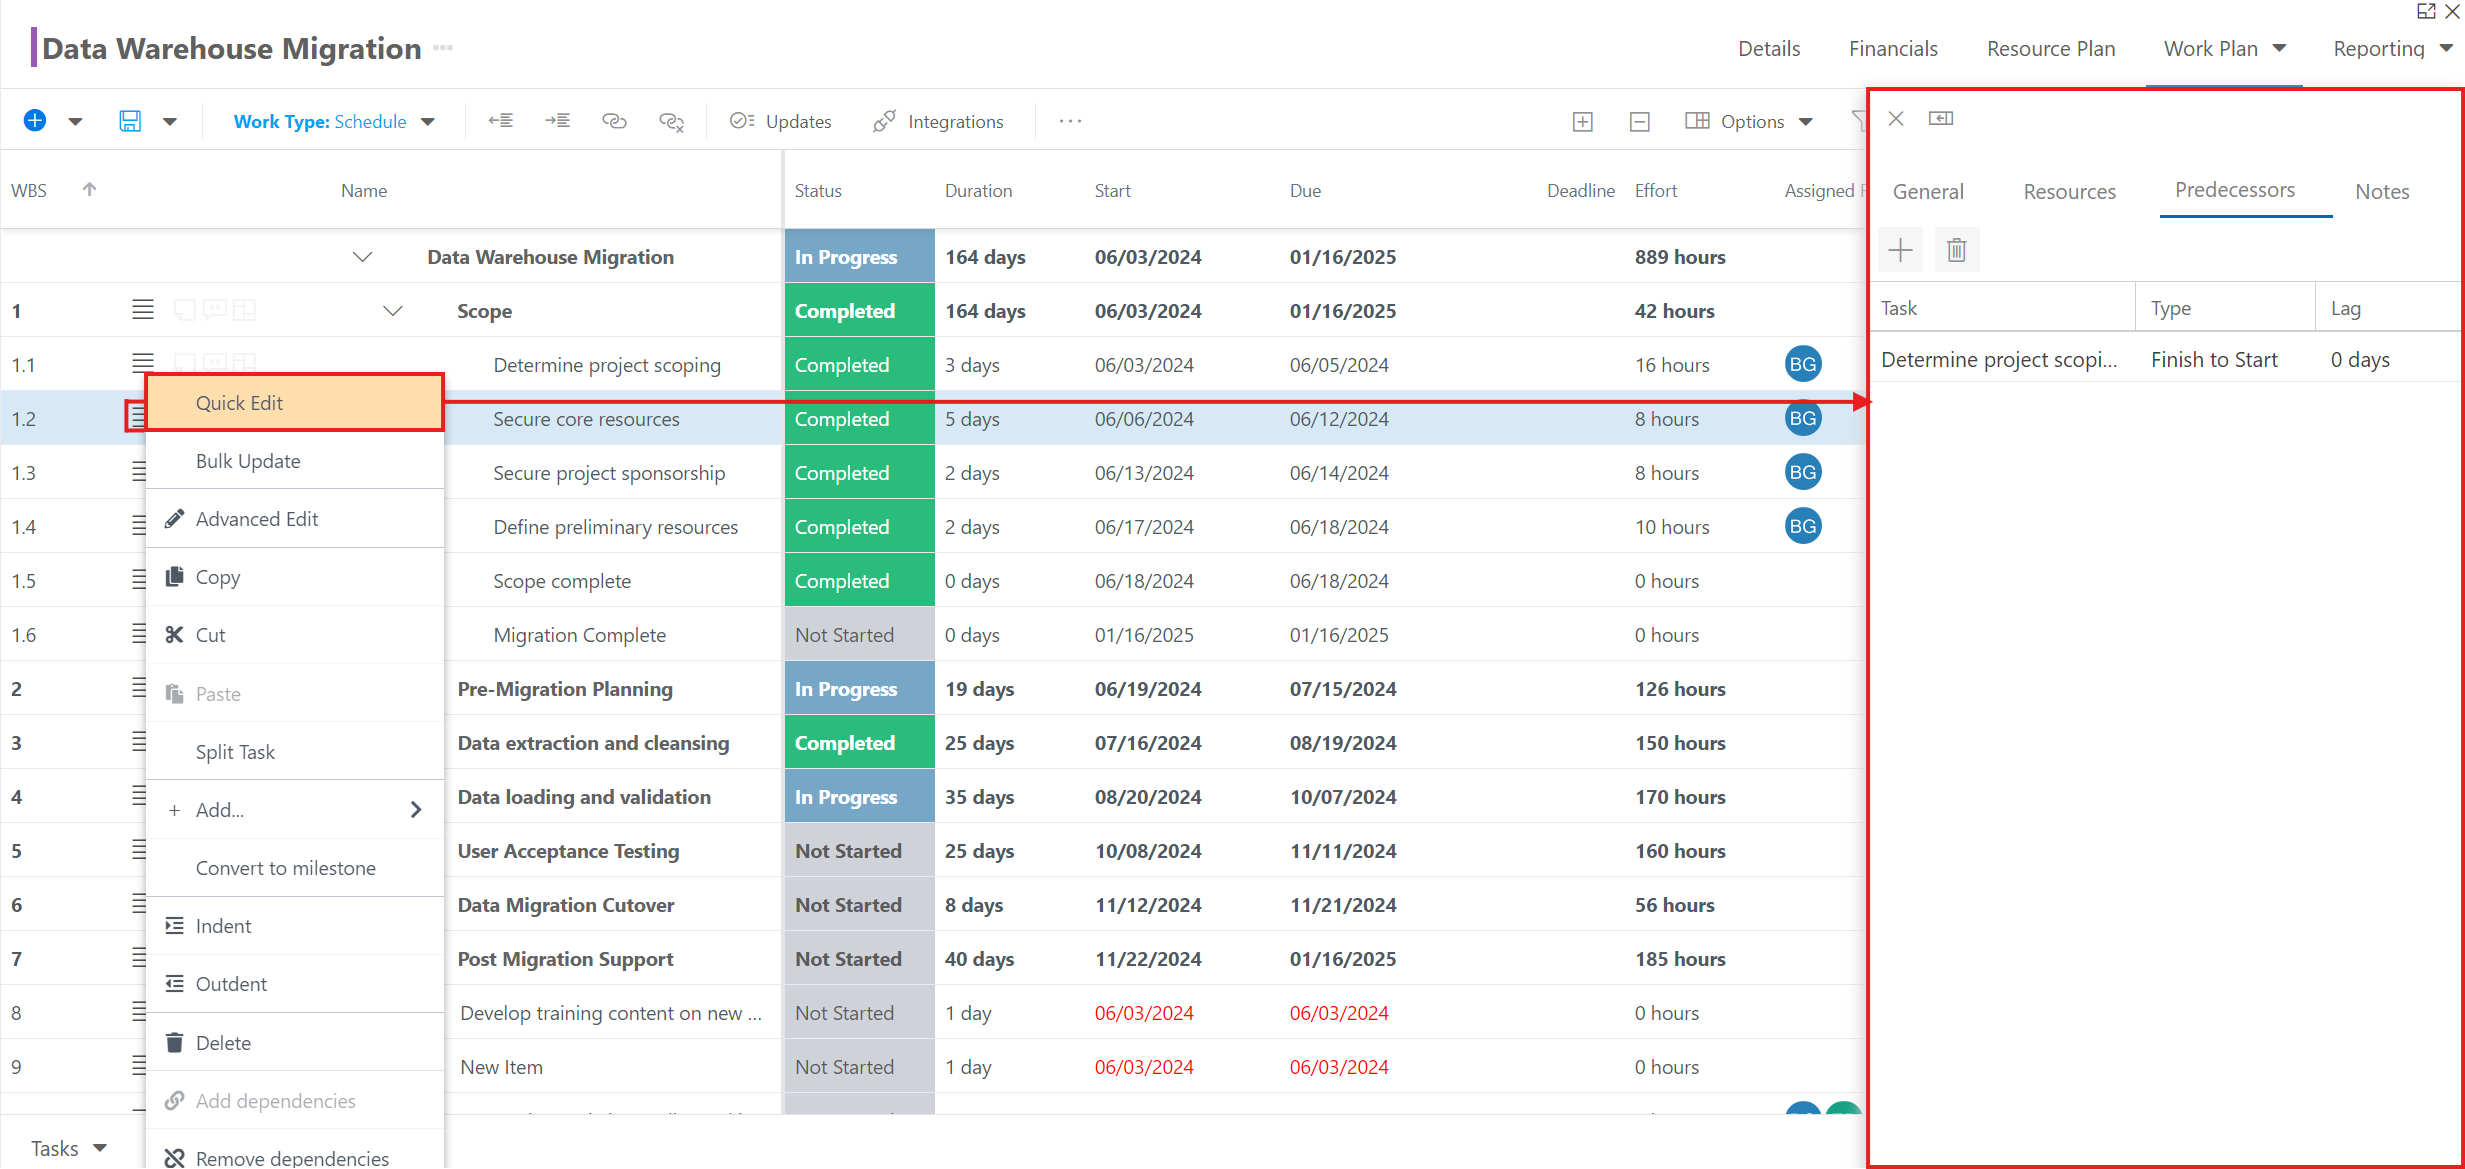 Data Warehouse Migration
Details Financials Resource Plan Work Plan Reporting
Work Type: Schedule Updates Integrations Options
WBS Name Status Duration Start Due Deadline Effort Assigned
Data Warehouse Migration In Progress 164 days 06/03/2024 01/16/2025 889 hours
1 Scope Completed 164 days 06/03/2024 01/16/2025 42 hours
1.1 Determine project scoping Completed 3 days 06/03/2024 06/05/2024 16 hours BG
1.2 Secure core resources Completed 5 days 06/06/2024 06/12/2024 8 hours BG
1.3 Secure project sponsorship Completed 2 days 06/13/2024 06/14/2024 8 hours BG
1.4 Define preliminary resources Completed 2 days 06/17/2024 06/18/2024 10 hours BG
1.5 Scope complete Completed 0 days 06/18/2024 06/18/2024 0 hours
1.6 Migration Complete Not Started 0 days 01/16/2025 01/16/2025 0 hours
2 Pre-Migration Planning In Progress 19 days 06/19/2024 07/15/2024 126 hours
3 Data extraction and cleansing Completed 25 days 07/16/2024 08/19/2024 150 hours
4 Data loading and validation In Progress 35 days 08/20/2024 10/07/2024 170 hours
5 User Acceptance Testing Not Started 25 days 10/08/2024 11/11/2024 160 hours
6 Data Migration Cutover Not Started 8 days 11/12/2024 11/21/2024 56 hours
7 Post Migration Support Not Started 40 days 11/22/2024 01/16/2025 185 hours
8 Develop training content on new ... Not Started 1 day 06/03/2024 06/03/2024 0 hours
9 New Item Not Started 1 day 06/03/2024 06/03/2024 0 hours
Tasks
Quick Edit
Bulk Update
Advanced Edit
Copy
Cut
Paste
Split Task
Add...
Convert to milestone
Indent
Outdent
Delete
Add dependencies
Remove dependencies
General Resources Predecessors Notes
Task Type Lag
Determine project scopi... Finish to Start 0 days